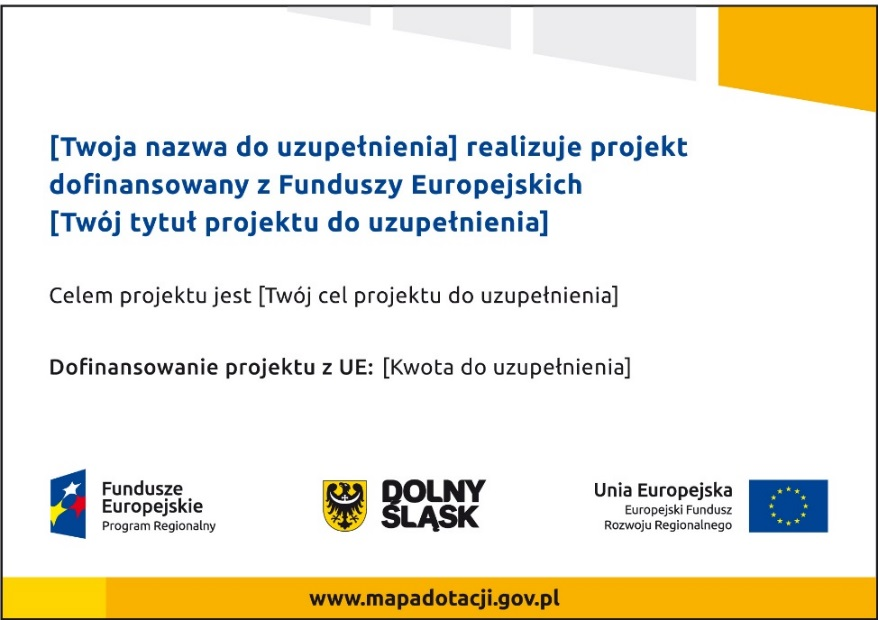 [Twoja nazwa do uzupełnienia] realizuje projekt
dofinansowany z Funduszy Europejskich
[Twój tytuł projektu do uzupełnienia]
Celem projektu jest [Twój cel projektu do uzupełnienia]
Dofinansowanie projektu z UE: [Kwota do uzupełnienia]
Fundusze
Europejskie
Program Regionalny
DOLNY
ŚLĄSK
Unia Europejska
Europejski Fundusz
Rozwoju Regionalnego
www.mapadotacji.gov.pl